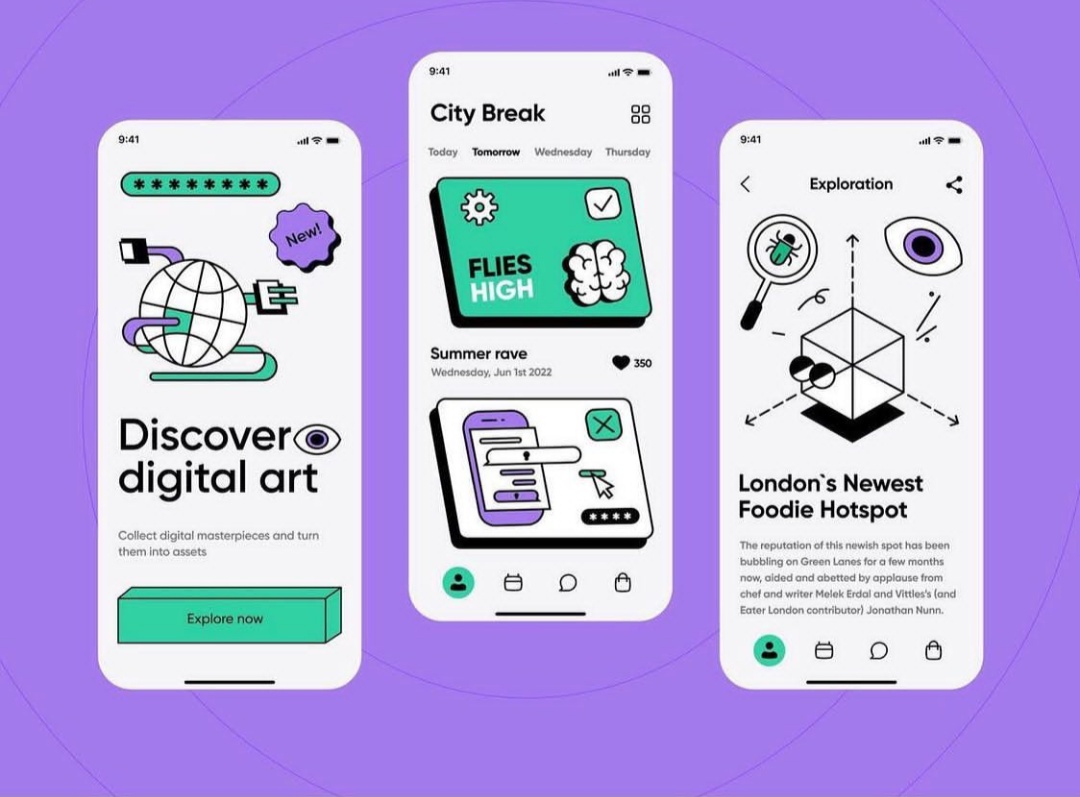 9:41
* * * * * * * *
New!
Discover
digital art
Collect digital masterpieces and turn
them into assets
Explore now
9:41
City Break
Today Tomorrow Wednesday Thursday
FLIES
HIGH
Summer rave
Wednesday, Jun 1st 2022
350
* * * *
9:41
Exploration
London`s Newest
Foodie Hotspot
The reputation of this newish spot has been
bubbling on Green Lanes for a few months
now, aided and abetted by applause from
chef and writer Melek Erdal and Vittles's (and
Eater London contributor) Jonathan Nunn.